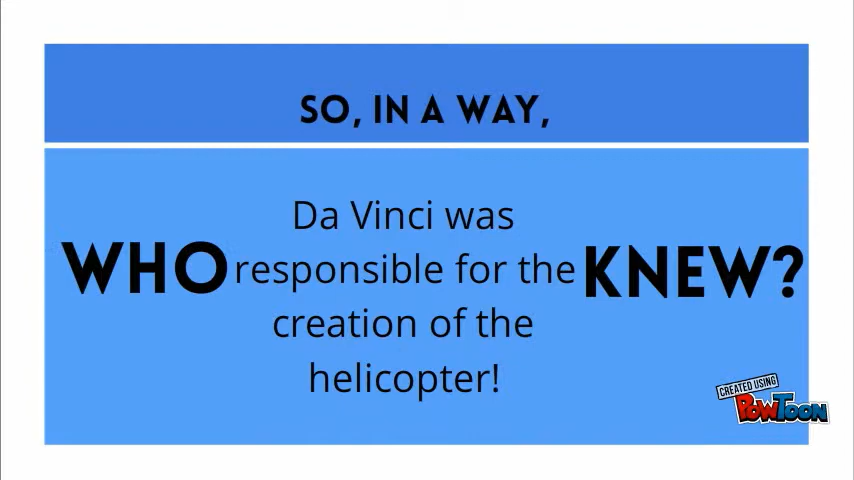 SO, IN A WAY,
Da Vinci was
WHO responsible for the KNEW?
creation of the
helicopter!
CREATED USING
POWTOON